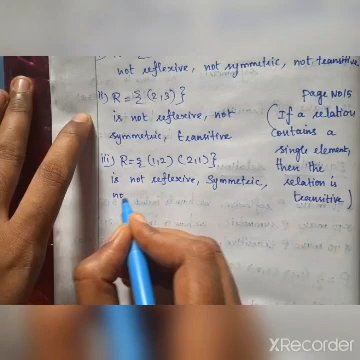 not reflexive, not symmetric, not transitive
ii) R = { (2,3) }
is not reflexive, not
symmetric, transitive
iii) R = { (1,2) (2,1) }
is not reflexive, symmetric,
no
Page No 15
(If a relation
contains a
single element,
then the
relation is
transitive)
XRecorder